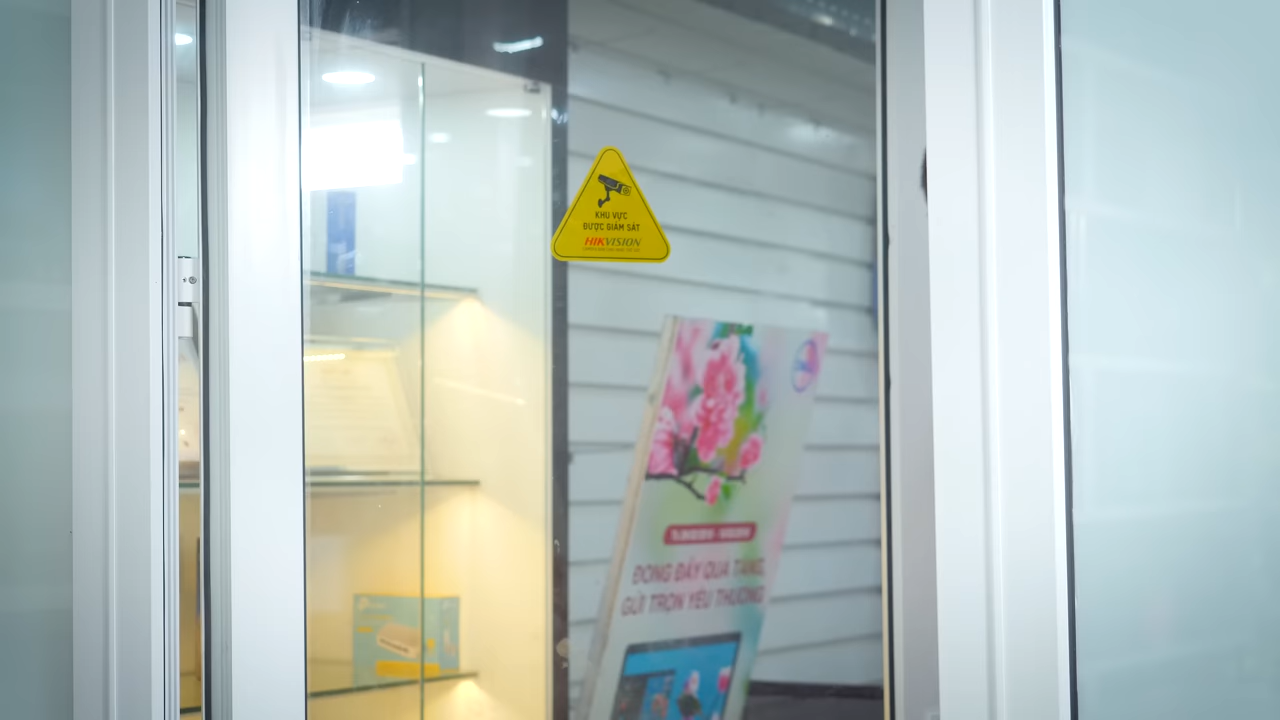 KHU VỰC
ĐƯỢC GIÁM SÁT
HIKVISION
ĐONG ĐẦY QUÀ TẶNG
GỬI TRỌN YÊU THƯƠNG